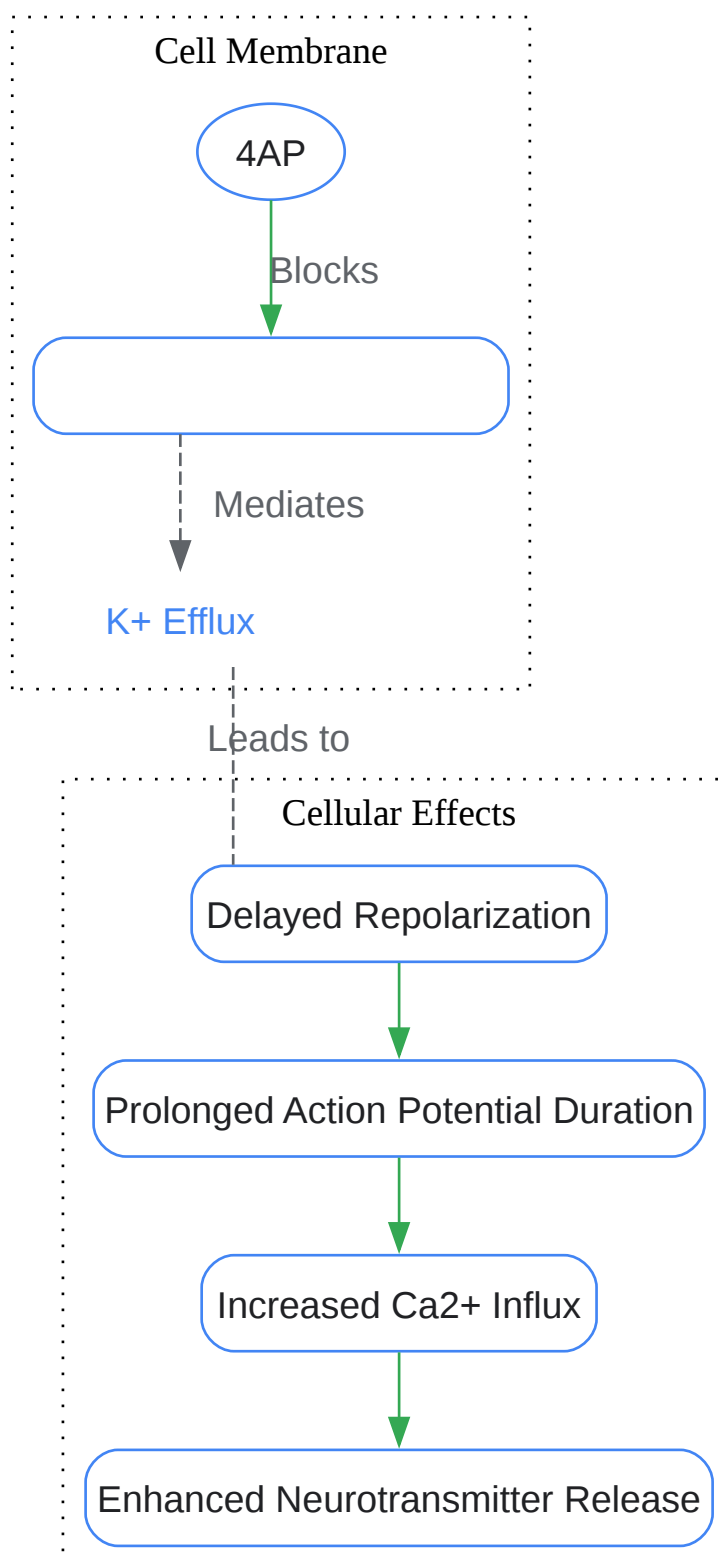 Cell Membrane
4AP
Blocks
Mediates
K+ Efflux
Leads to
Cellular Effects
Delayed Repolarization
Prolonged Action Potential Duration
Increased Ca2+ Influx
Enhanced Neurotransmitter Release